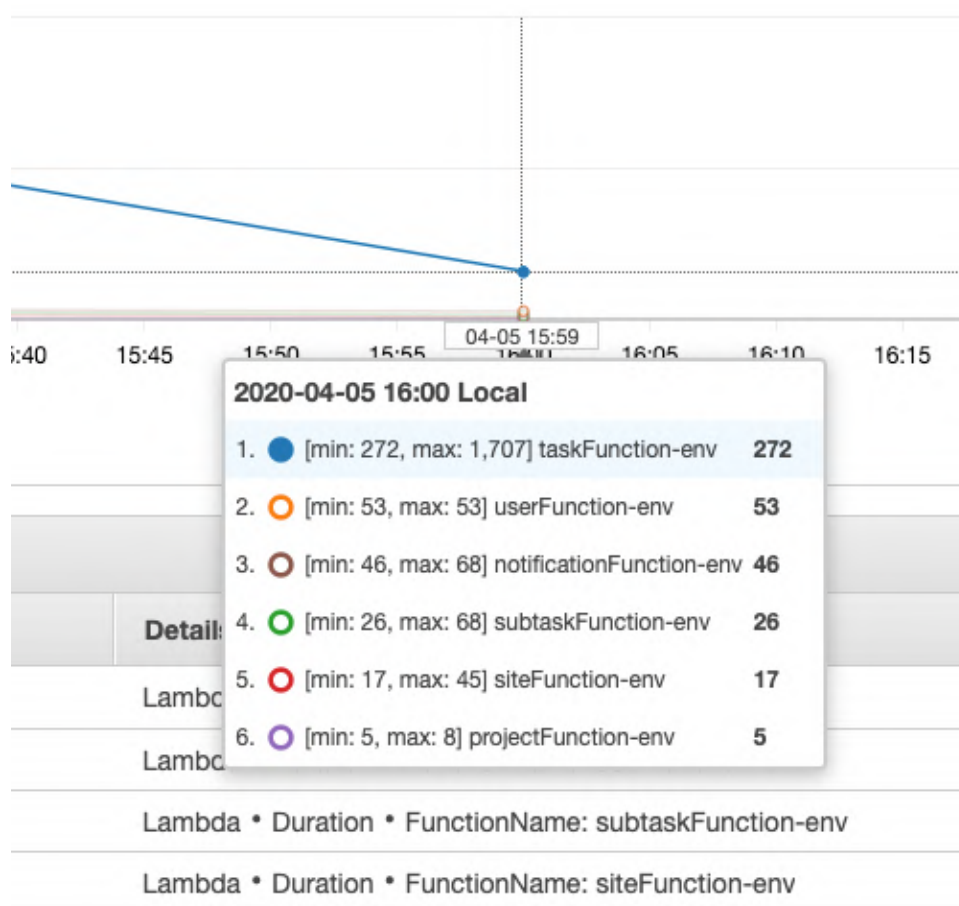 04-05 15:59
:40 15:45 15:50 15:55 16:00 16:05 16:10 16:15
2020-04-05 16:00 Local
1. [min: 272, max: 1,707] taskFunction-env 272
2. [min: 53, max: 53] userFunction-env 53
3. [min: 46, max: 68] notificationFunction-env 46
4. [min: 26, max: 68] subtaskFunction-env 26
5. [min: 17, max: 45] siteFunction-env 17
6. [min: 5, max: 8] projectFunction-env 5
Lambda • Duration • FunctionName: subtaskFunction-env
Lambda • Duration • FunctionName: siteFunction-env